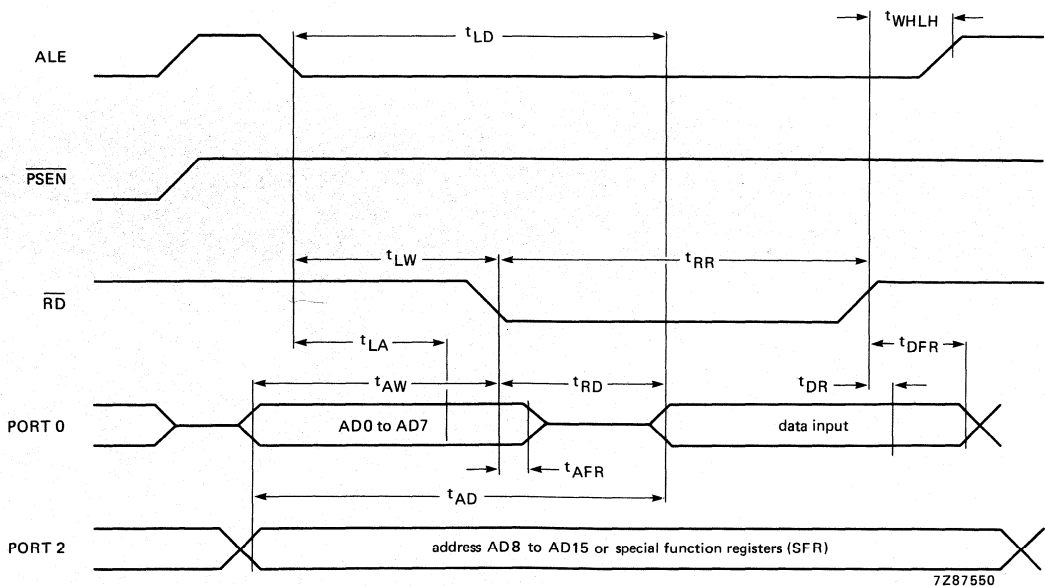 tWHLH
tLD
ALE
PSEN
tLW
tRR
RD
tLA
tDFR
tAW
tRD
tDR
PORT 0
AD0 to AD7
data input
tAFR
tAD
PORT 2
address AD8 to AD15 or special function registers (SFR)
7Z87550